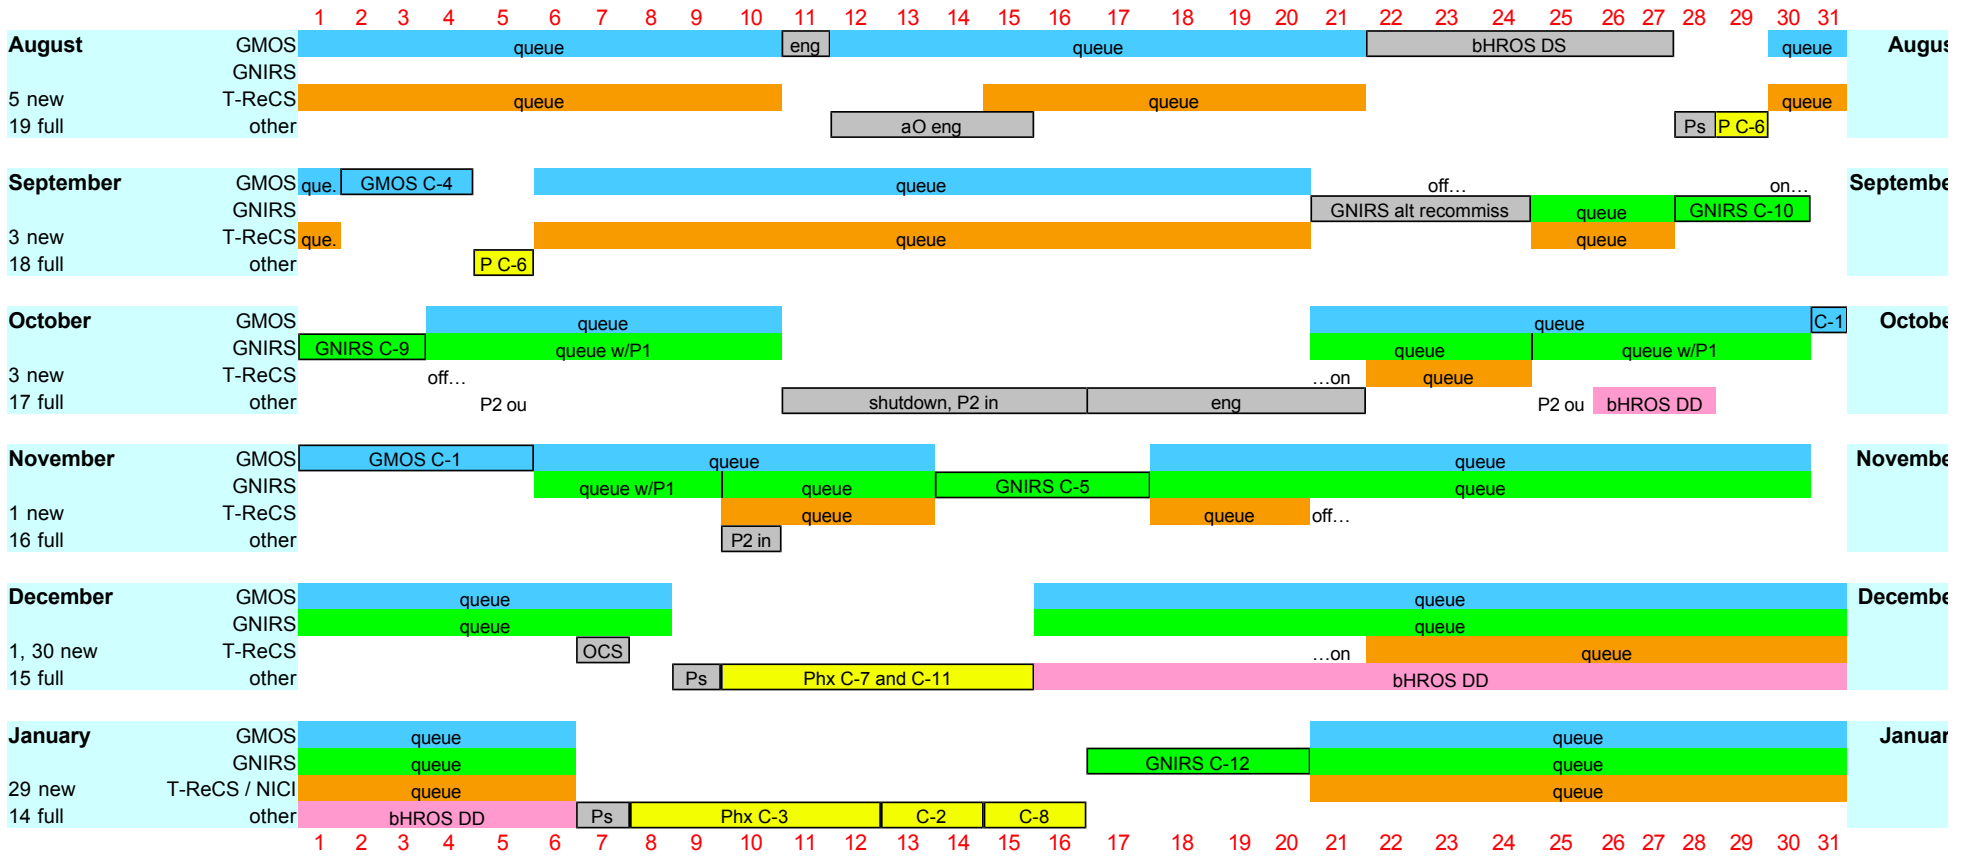 1 2 3 4 5 6 7 8 9 10 11 12 13 14 15 16 17 18 19 20 21 22 23 24 25 26 27 28 29 30 31
August GMOS queue eng queue bHROS DS queue Augus
GNIRS
5 new T-ReCS queue queue queue
19 full other aO eng Ps P C-6
September GMOS que. GMOS C-4 queue off… on… Septembe
GNIRS GNIRS alt recommiss queue GNIRS C-10
3 new T-ReCS que. queue queue
18 full other P C-6
October GMOS queue queue C-1 Octobe
GNIRS GNIRS C-9 queue w/P1 queue queue w/P1
3 new T-ReCS off… …on queue
17 full other P2 ou shutdown, P2 in eng P2 ou bHROS DD
November GMOS GMOS C-1 queue queue Novembe
GNIRS queue w/P1 queue GNIRS C-5 queue
1 new T-ReCS queue queue off…
16 full other P2 in
December GMOS queue queue Decembe
GNIRS queue queue
1, 30 new T-ReCS OCS …on queue
15 full other Ps Phx C-7 and C-11 bHROS DD
January GMOS queue queue Januar
GNIRS queue GNIRS C-12 queue
29 new T-ReCS / NICI queue queue
14 full other bHROS DD Ps Phx C-3 C-2 C-8
1 2 3 4 5 6 7 8 9 10 11 12 13 14 15 16 17 18 19 20 21 22 23 24 25 26 27 28 29 30 31